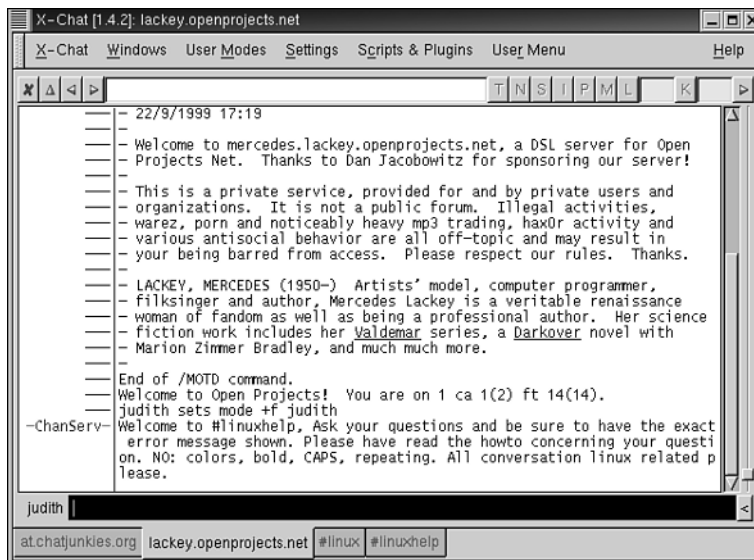 X-Chat [1.4.2]: lackey.openprojects.net
X-Chat Windows User Modes Settings Scripts & Plugins User Menu Help
T N S I P M L K
- 22/9/1999 17:19
-
- Welcome to mercedes.lackey.openprojects.net, a DSL server for Open
- Projects Net. Thanks to Dan Jacobowitz for sponsoring our server!
-
- This is a private service, provided for and by private users and
- organizations. It is not a public forum. Illegal activities,
- warez, porn and noticeably heavy mp3 trading, hax0r activity and
- various antisocial behavior are all off-topic and may result in
- your being barred from access. Please respect our rules. Thanks.
-
- LACKEY, MERCEDES (1950-) Artists' model, computer programmer,
- filksinger and author, Mercedes Lackey is a veritable renaissance
- woman of fandom as well as being a professional author. Her science
- fiction work includes her Valdemar series, a Darkover novel with
- Marion Zimmer Bradley, and much much more.
-
End of /MOTD command.
Welcome to Open Projects! You are on 1 ca 1(2) ft 14(14).
judith sets mode +f judith
-ChanServ- Welcome to #linuxhelp, Ask your questions and be sure to have the exact
error message shown. Please have read the howto concerning your questi
on. NO: colors, bold, CAPS, repeating. All conversation linux related p
lease.
judith
at.chatjunkies.org lackey.openprojects.net #linux #linuxhelp